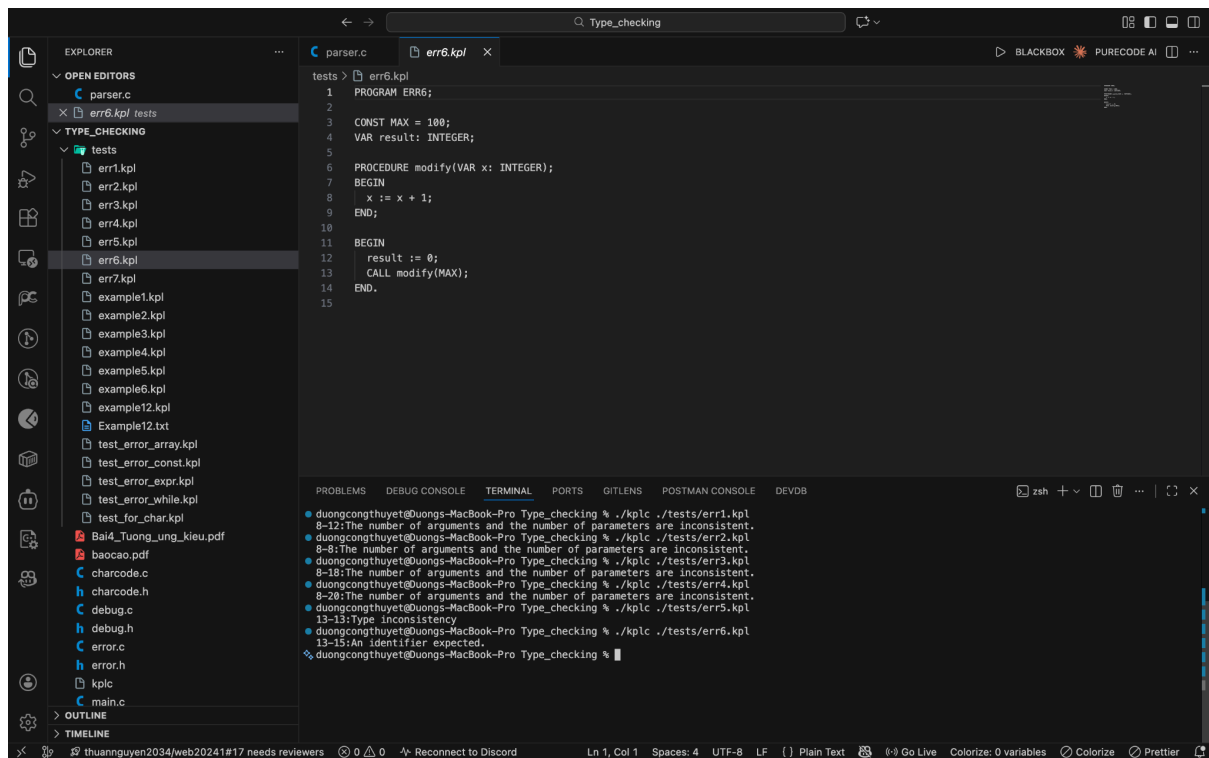 Type_checking
EXPLORER
OPEN EDITORS
C parser.c
err6.kpl tests
TYPE_CHECKING
tests
err1.kpl
err2.kpl
err3.kpl
err4.kpl
err5.kpl
err6.kpl
err7.kpl
example1.kpl
example2.kpl
example3.kpl
example4.kpl
example5.kpl
example6.kpl
example12.kpl
Example12.txt
test_error_array.kpl
test_error_const.kpl
test_error_expr.kpl
test_error_while.kpl
test_for_char.kpl
Bai4_Tuong_ung_kieu.pdf
baocao.pdf
C charcode.c
h charcode.h
C debug.c
h debug.h
C error.c
h error.h
kplc
C main.c
OUTLINE
TIMELINE
C parser.c err6.kpl BLACKBOX PURECODE AI
tests > err6.kpl
1 PROGRAM ERR6;
2
3 CONST MAX = 100;
4 VAR result: INTEGER;
5
6 PROCEDURE modify(VAR x: INTEGER);
7 BEGIN
8 x := x + 1;
9 END;
10
11 BEGIN
12 result := 0;
13 CALL modify(MAX);
14 END.
15
PROBLEMS DEBUG CONSOLE TERMINAL PORTS GITLENS POSTMAN CONSOLE DEVDB zsh
duongcongthuyet@Duongs-MacBook-Pro Type_checking % ./kplc ./tests/err1.kpl
8-12:The number of arguments and the number of parameters are inconsistent.
duongcongthuyet@Duongs-MacBook-Pro Type_checking % ./kplc ./tests/err2.kpl
8-8:The number of arguments and the number of parameters are inconsistent.
duongcongthuyet@Duongs-MacBook-Pro Type_checking % ./kplc ./tests/err3.kpl
8-18:The number of arguments and the number of parameters are inconsistent.
duongcongthuyet@Duongs-MacBook-Pro Type_checking % ./kplc ./tests/err4.kpl
8-20:The number of arguments and the number of parameters are inconsistent.
duongcongthuyet@Duongs-MacBook-Pro Type_checking % ./kplc ./tests/err5.kpl
13-13:Type inconsistency
duongcongthuyet@Duongs-MacBook-Pro Type_checking % ./kplc ./tests/err6.kpl
13-15:An identifier expected.
duongcongthuyet@Duongs-MacBook-Pro Type_checking %
thuannguyen2034/web20241#17 needs reviewers 0 0 Reconnect to Discord Ln 1, Col 1 Spaces: 4 UTF-8 LF { } Plain Text Go Live Colorize: 0 variables Colorize Prettier